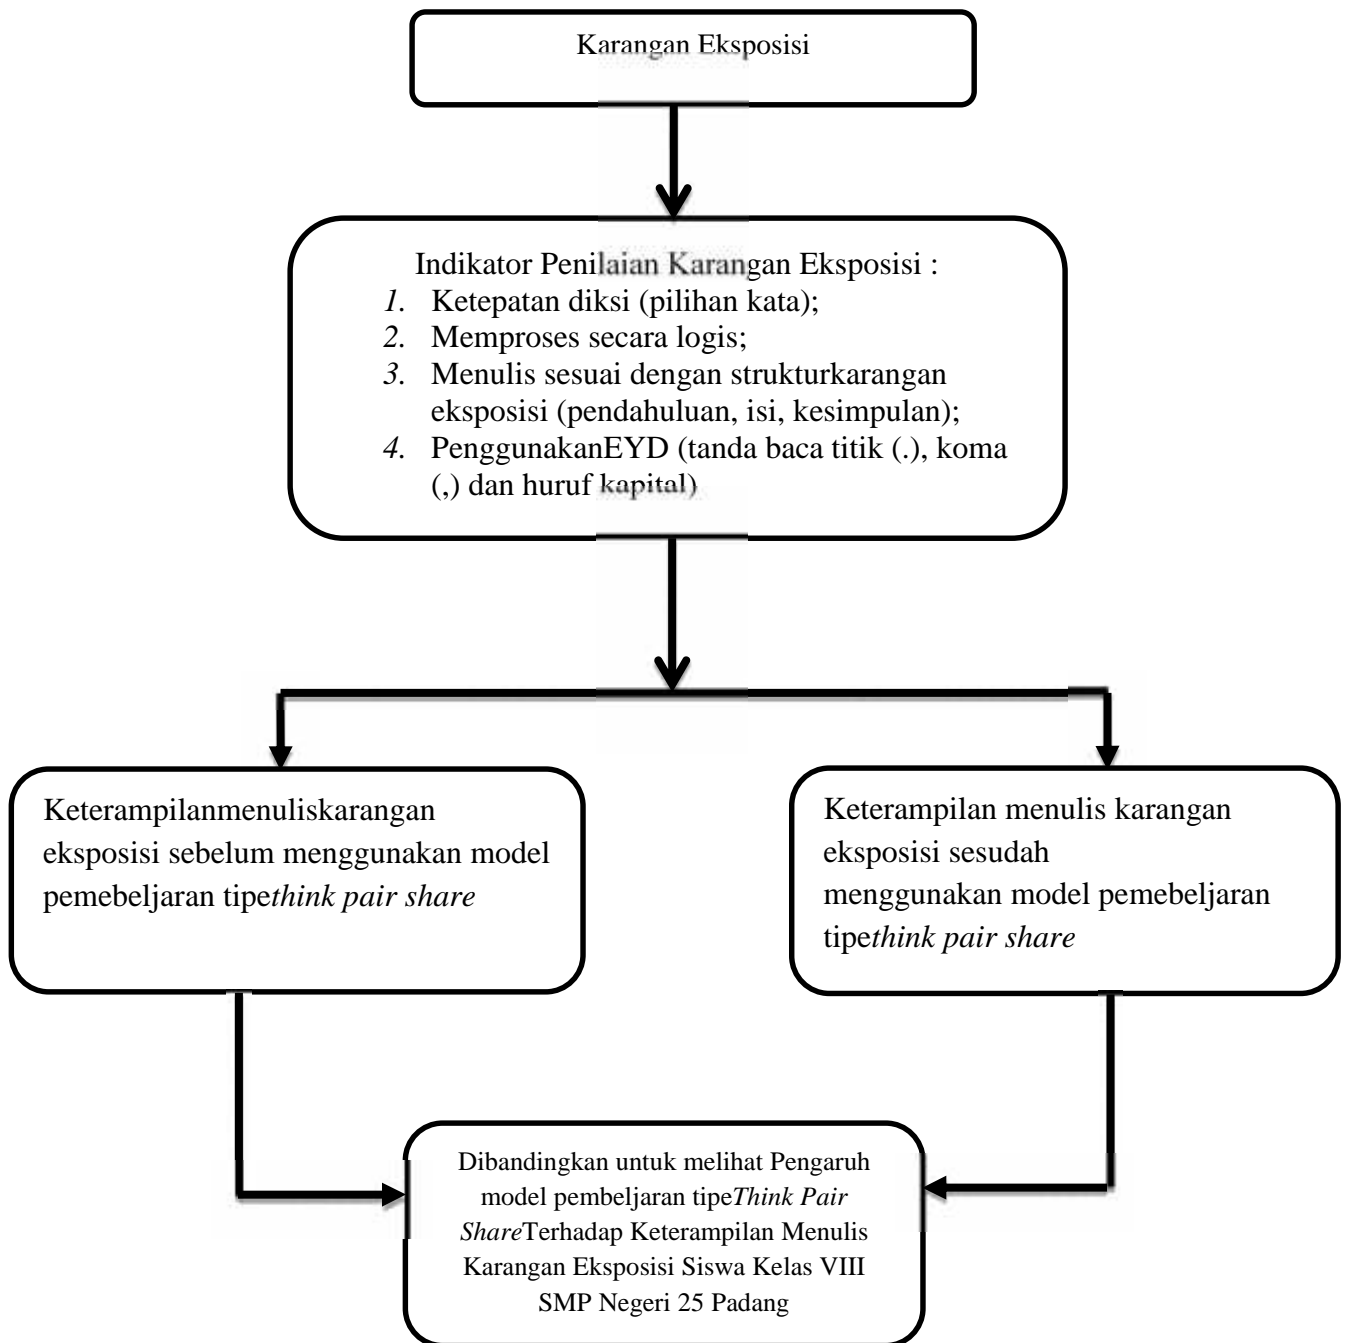 Karangan Eksposisi
Indikator Penilaian Karangan Eksposisi :
1. Ketepatan diksi (pilihan kata);
2. Memproses secara logis;
3. Menulis sesuai dengan strukturkarangan
eksposisi (pendahuluan, isi, kesimpulan);
4. PenggunakanEYD (tanda baca titik (.), koma
(,) dan huruf kapital)
Keterampilanmenuliskarangan
eksposisi sebelum menggunakan model
pemebeljaran tipethink pair share
Keterampilan menulis karangan
eksposisi sesudah
menggunakan model pemebeljaran
tipethink pair share
Dibandingkan untuk melihat Pengaruh
model pembeljaran tipeThink Pair
ShareTerhadap Keterampilan Menulis
Karangan Eksposisi Siswa Kelas VIII
SMP Negeri 25 Padang